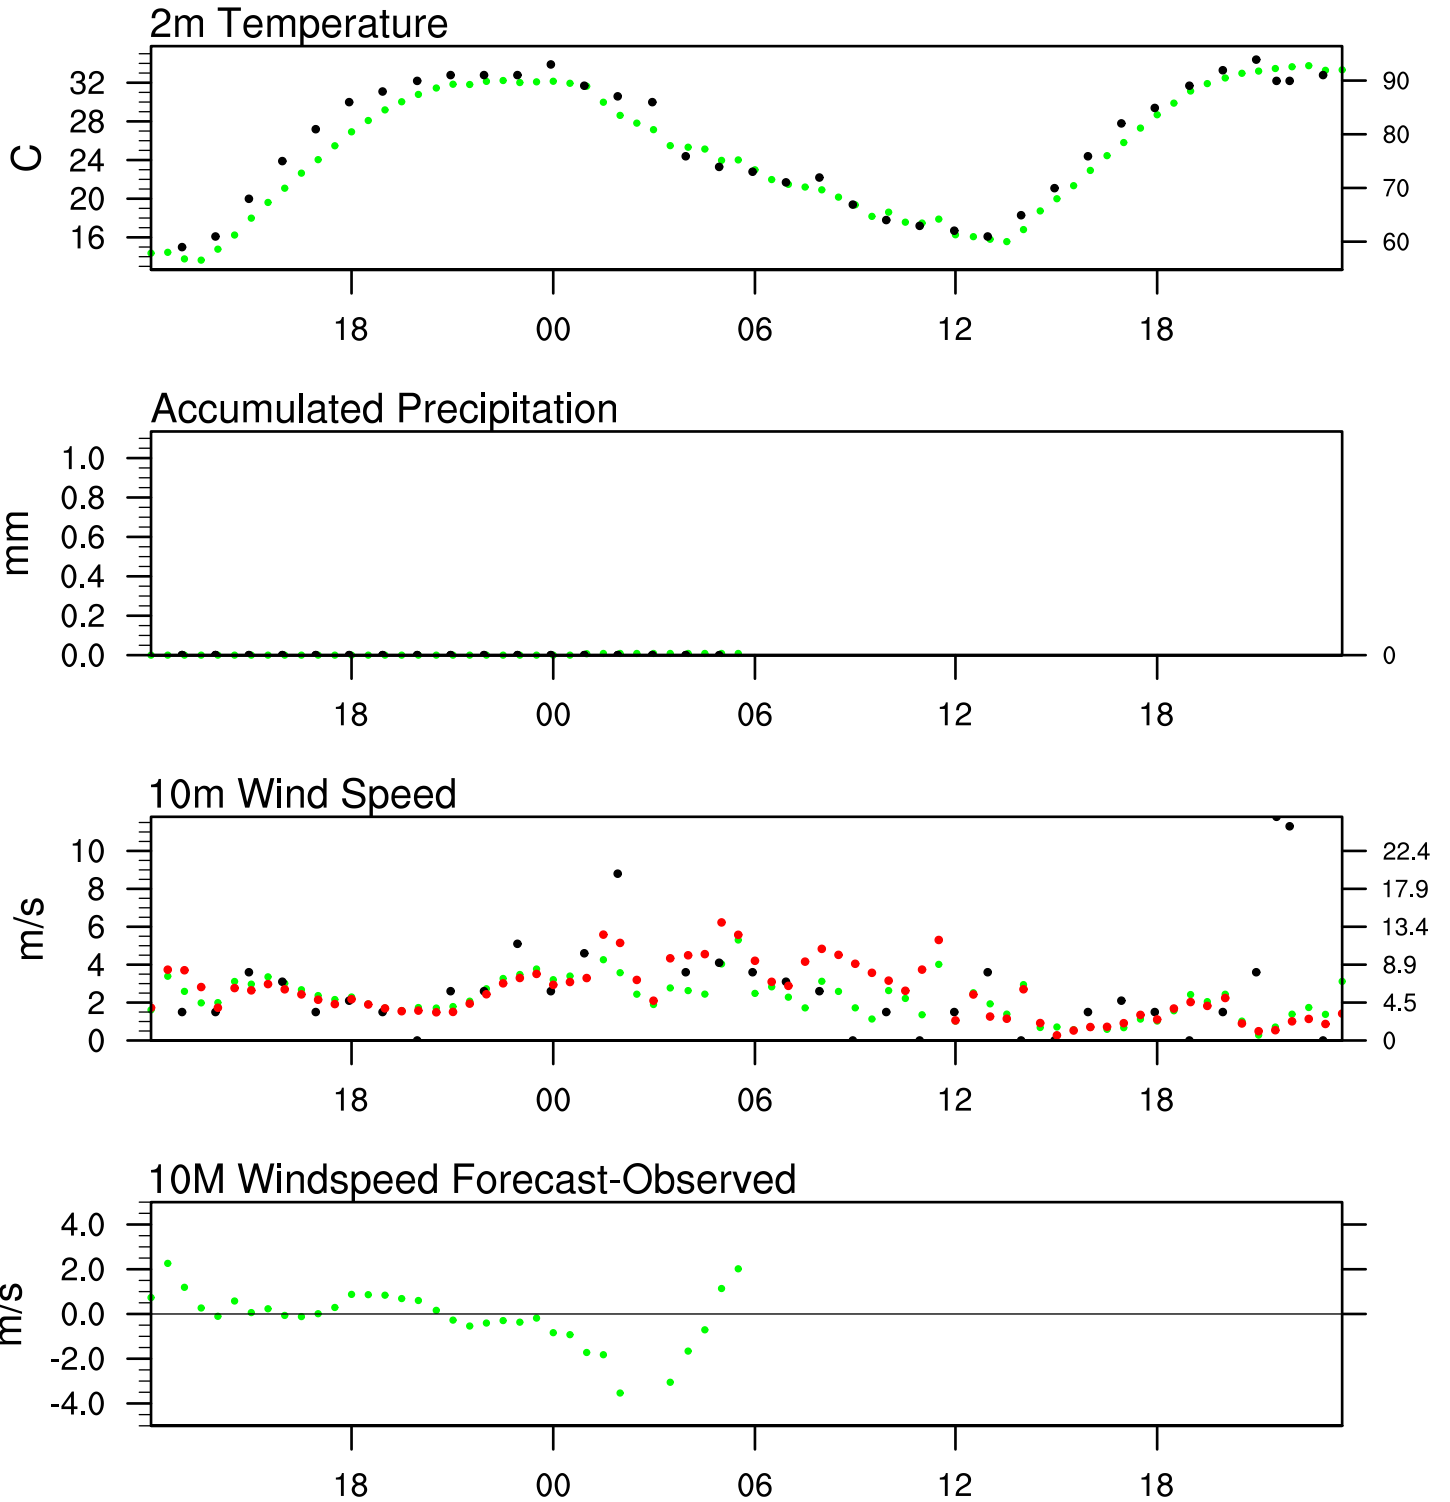 2m Temperature
C
32
28
24
20
16
90
80
70
60
18 00 06 12 18
Accumulated Precipitation
mm
1.0
0.8
0.6
0.4
0.2
0.0
0
18 00 06 12 18
10m Wind Speed
m/s
10
8
6
4
2
0
22.4
17.9
13.4
8.9
4.5
0
18 00 06 12 18
10M Windspeed Forecast-Observed
m/s
4.0
2.0
0.0
-2.0
-4.0
18 00 06 12 18